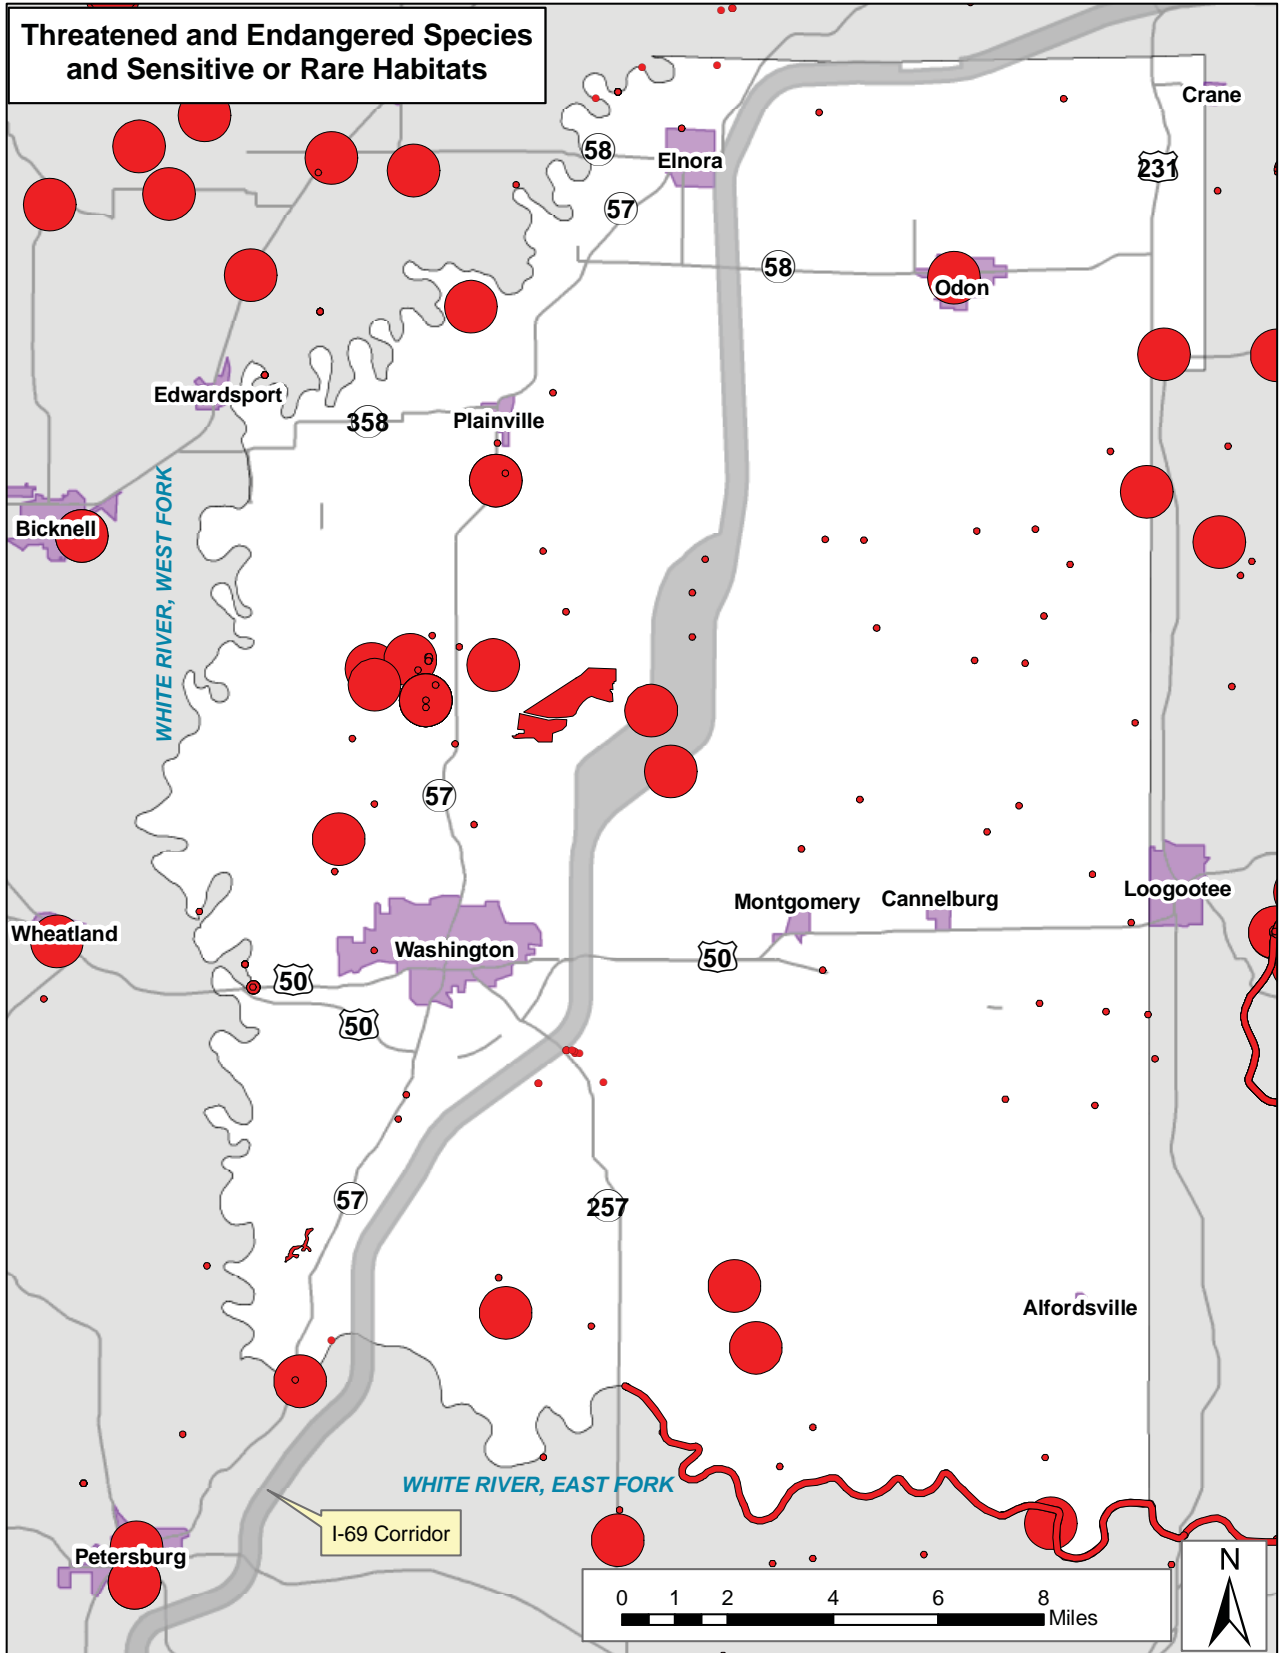 Threatened and Endangered Species
and Sensitive or Rare Habitats
Crane
58
Elnora
231
57
58
Odon
Edwardsport
358
Plainville
WHITE RIVER, WEST FORK
Bicknell
57
Loogootee
Montgomery
Cannelburg
Wheatland
Washington
50
50
50
57
257
Alfordsville
WHITE RIVER, EAST FORK
I-69 Corridor
Petersburg
N
0 1 2 4 6 8
Miles